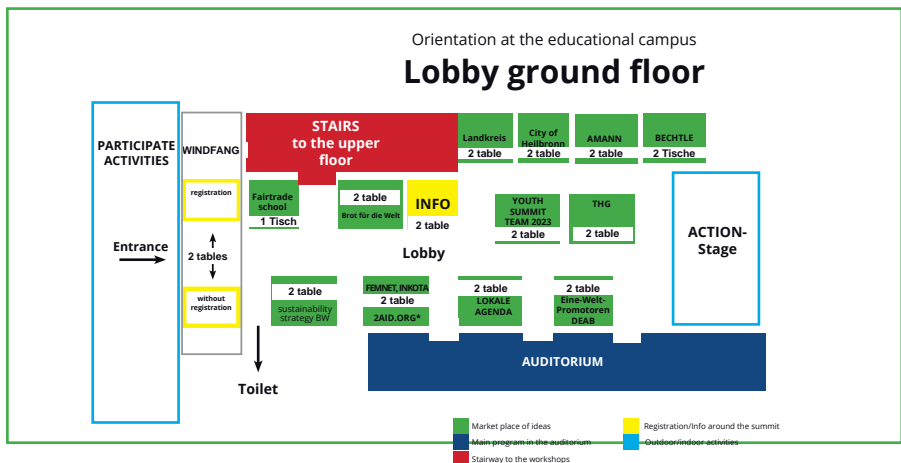 Orientation at the educational campus
Lobby ground floor
PARTICIPATE
ACTIVITIES
Entrance
WINDFANG
registration
2 tables
without
registration
STAIRS
to the upper
floor
Landkreis
2 table
City of
Heilbronn
2 table
AMANN
2 table
BECHTLE
2 Tische
Fairtrade
school
1 Tisch
2 table
Brot für die Welt
INFO
2 table
YOUTH
SUMMIT
TEAM 2023
2 table
THG
2 table
ACTION-
Stage
Lobby
2 table
sustainability
strategy BW
FEMNET, INKOTA
2 table
2AID.ORG*
2 table
LOKALE
AGENDA
2 table
Eine-Welt-
Promotoren
DEAB
Toilet
AUDITORIUM
Market place of ideas
Main program in the auditorium
Stairway to the workshops
Registration/Info around the summit
Outdoor/indoor activities